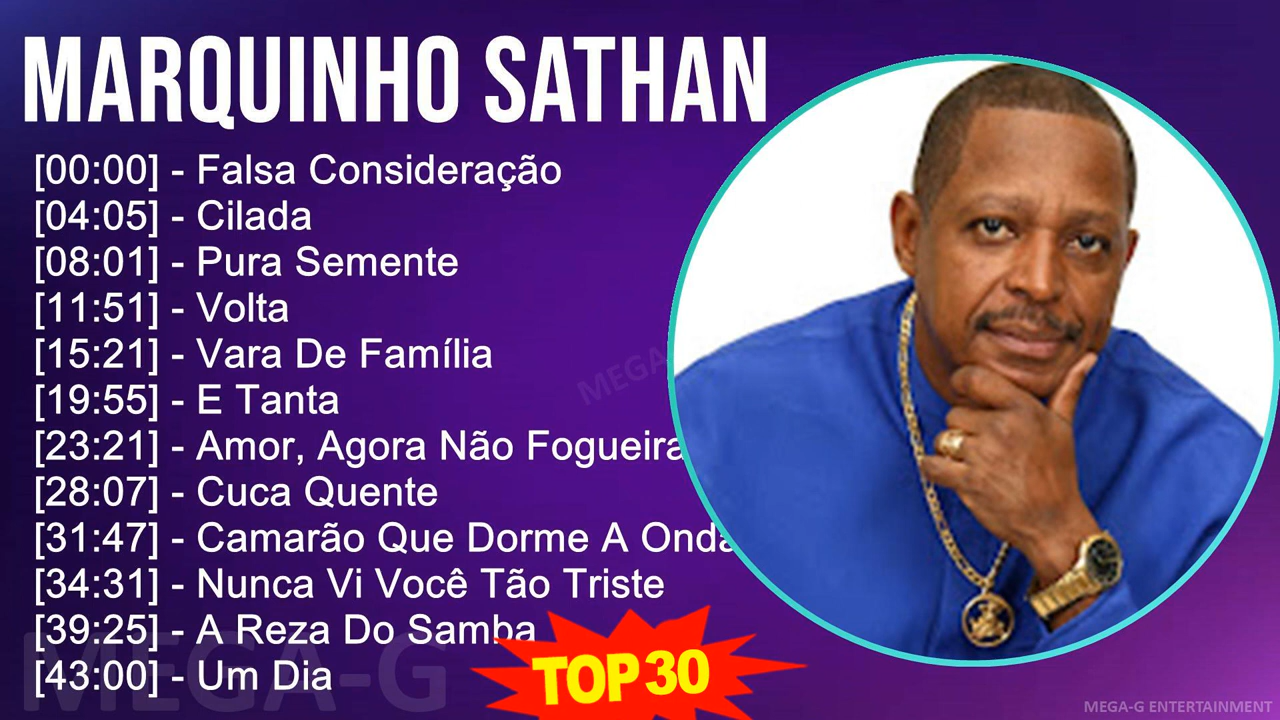 MARQUINHO SATHAN
[00:00] - Falsa Consideração
[04:05] - Cilada
[08:01] - Pura Semente
[11:51] - Volta
[15:21] - Vara De Família
[19:55] - E Tanta
[23:21] - Amor, Agora Não Fogueira
[28:07] - Cuca Quente
[31:47] - Camarão Que Dorme A Onda
[34:31] - Nunca Vi Você Tão Triste
[39:25] - A Reza Do Samba
[43:00] - Um Dia
TOP 30
MEGA-G
MEGA
MEGA-G ENTERTAINMENT